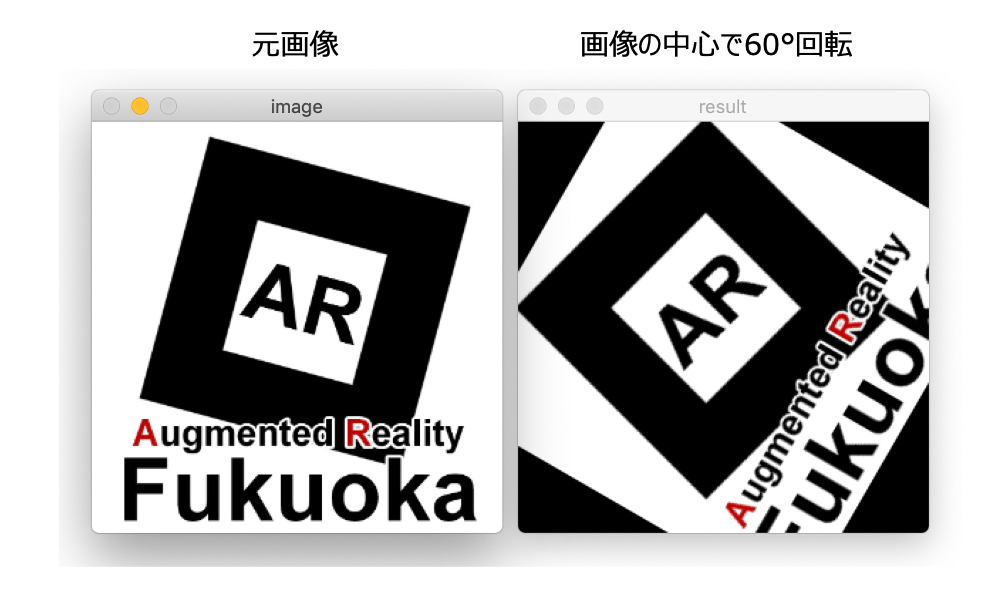 元画像
画像の中心で60°回転
image
result
AR
Augmented Reality
Fukuoka
AR
Augmented Reality
Fukuok